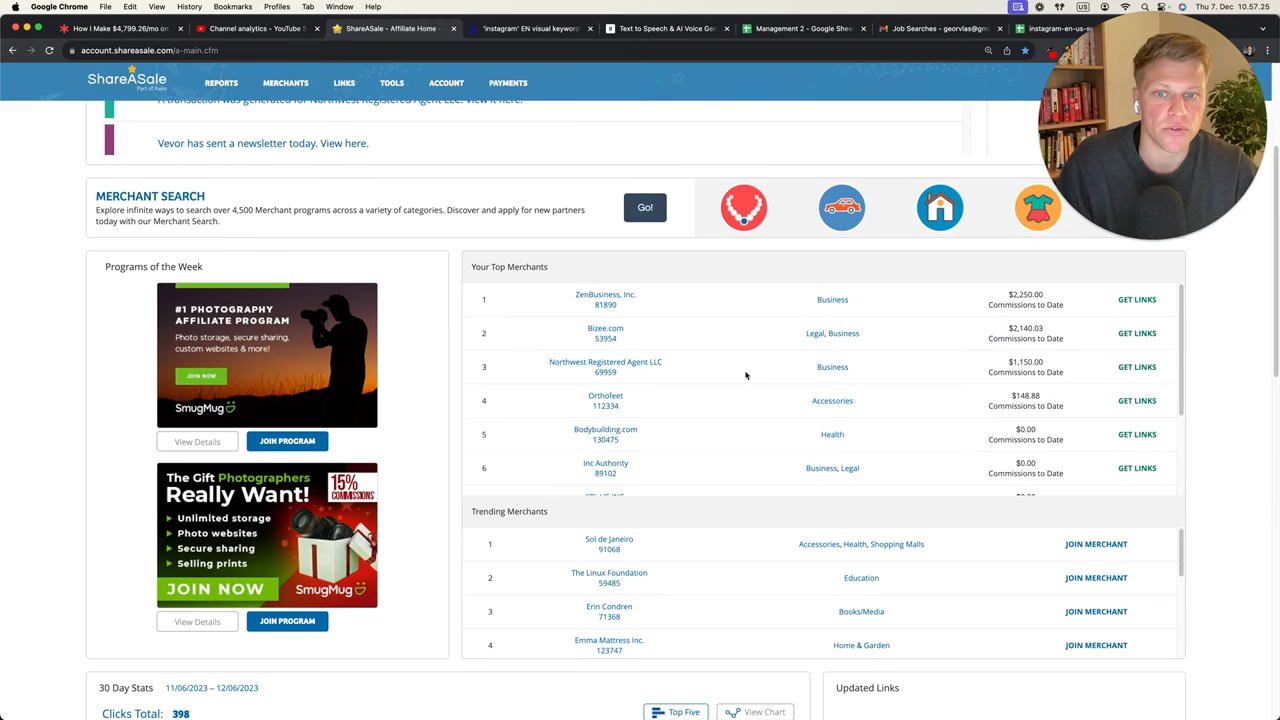 Google Chrome File Edit View History Bookmarks Profiles Tab Window Help
Thu 7. Dec 10.57.25
How I Make $4,799.26/mo on
Channel analytics - YouTube S
ShareASale - Affiliate Home -
"instagram" EN visual keyword
Text to Speech & AI Voice Gen
Management 2 - Google Shee
Job Searches - georvlas@gm
instagram-en-us-s
account.shareasale.com/a-main.cfm
ShareASale
Part of Awin
REPORTS MERCHANTS LINKS TOOLS ACCOUNT PAYMENTS
A transaction was generated for Northwest Registered Agent LLC. View it here.
Vevor has sent a newsletter today. View here.
MERCHANT SEARCH
Explore infinite ways to search over 4,500 Merchant programs across a variety of categories. Discover and apply for new partners
today with our Merchant Search.
Go!
Programs of the Week
#1 PHOTOGRAPHY
AFFILIATE PROGRAM
Photo storage, secure sharing,
custom websites & more!
JOIN NOW
SmugMug
View Details JOIN PROGRAM
The Gift Photographers
Really Want!
15%
COMMISSIONS
Unlimited storage
Photo websites
Secure sharing
Selling prints
JOIN NOW
SmugMug
View Details JOIN PROGRAM
Your Top Merchants
1 ZenBusiness, Inc. Business $2,250.00 GET LINKS
81890 Commissions to Date
2 Bizee.com Legal, Business $2,140.03 GET LINKS
53954 Commissions to Date
3 Northwest Registered Agent LLC Business $1,150.00 GET LINKS
69959 Commissions to Date
4 Orthofeet Accessories $148.88 GET LINKS
112334 Commissions to Date
5 Bodybuilding.com Health $0.00 GET LINKS
130475 Commissions to Date
6 Inc Authority Business, Legal $0.00 GET LINKS
89102 Commissions to Date
Trending Merchants
1 Sol de Janeiro Accessories, Health, Shopping Malls JOIN MERCHANT
91068
2 The Linux Foundation Education JOIN MERCHANT
59485
3 Erin Condren Books/Media JOIN MERCHANT
71368
4 Emma Mattress Inc. Home & Garden JOIN MERCHANT
123747
30 Day Stats 11/06/2023 – 12/06/2023
Clicks Total: 398
Top Five View Chart
Updated Links